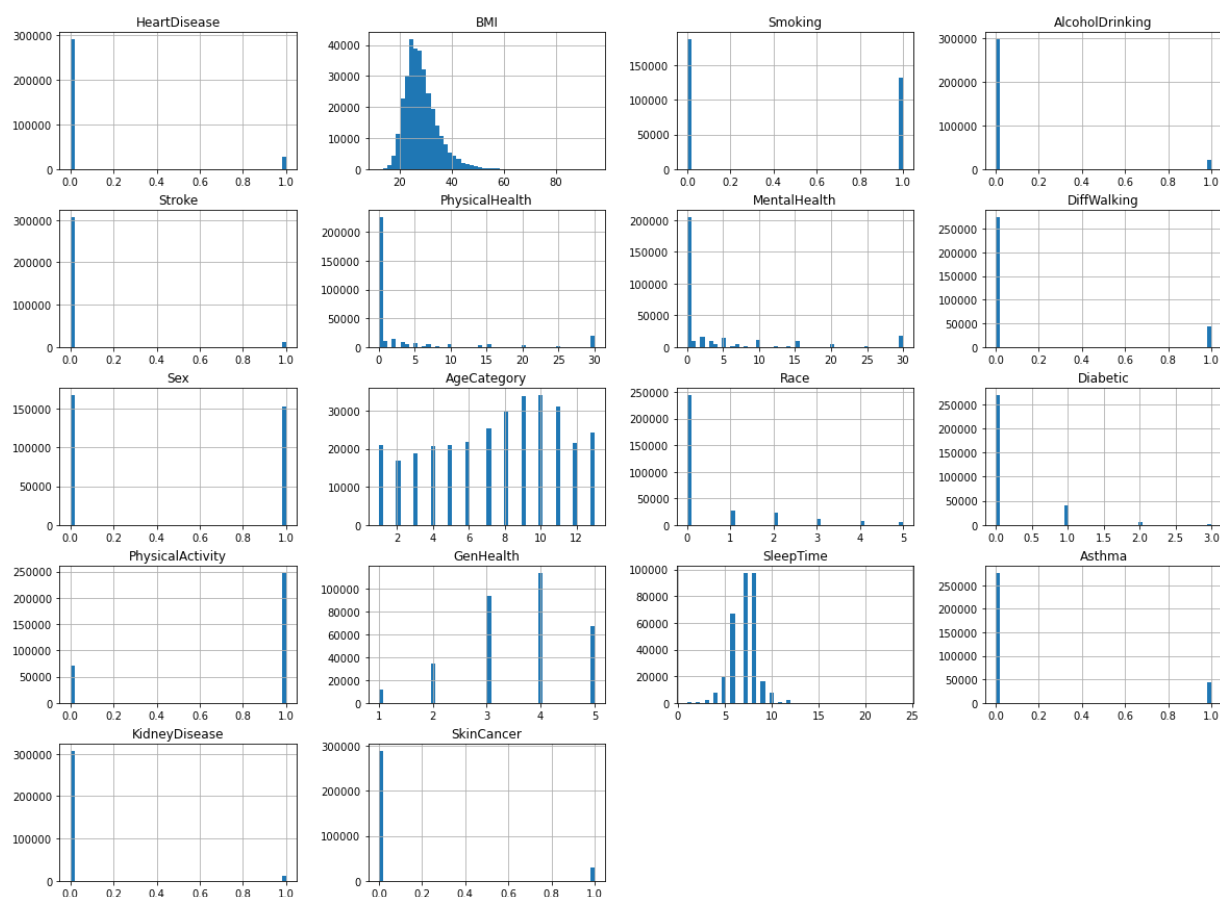 HeartDisease
300000
200000
100000
0
0.0 0.2 0.4 0.6 0.8 1.0
BMI
40000
30000
20000
10000
0
20 40 60 80
Smoking
150000
100000
50000
0
0.0 0.2 0.4 0.6 0.8 1.0
AlcoholDrinking
300000
200000
100000
0
0.0 0.2 0.4 0.6 0.8 1.0
Stroke
300000
200000
100000
0
0.0 0.2 0.4 0.6 0.8 1.0
PhysicalHealth
200000
150000
100000
50000
0
0 5 10 15 20 25 30
MentalHealth
200000
150000
100000
50000
0
0 5 10 15 20 25 30
DiffWalking
250000
200000
150000
100000
50000
0
0.0 0.2 0.4 0.6 0.8 1.0
Sex
150000
100000
50000
0
0.0 0.2 0.4 0.6 0.8 1.0
AgeCategory
30000
20000
10000
0
2 4 6 8 10 12
Race
250000
200000
150000
100000
50000
0
0 1 2 3 4 5
Diabetic
250000
200000
150000
100000
50000
0
0.0 0.5 1.0 1.5 2.0 2.5 3.0
PhysicalActivity
250000
200000
150000
100000
50000
0
0.0 0.2 0.4 0.6 0.8 1.0
GenHealth
100000
80000
60000
40000
20000
0
1 2 3 4 5
SleepTime
100000
80000
60000
40000
20000
0
0 5 10 15 20 25
Asthma
250000
200000
150000
100000
50000
0
0.0 0.2 0.4 0.6 0.8 1.0
KidneyDisease
300000
200000
100000
0
0.0 0.2 0.4 0.6 0.8 1.0
SkinCancer
300000
200000
100000
0
0.0 0.2 0.4 0.6 0.8 1.0